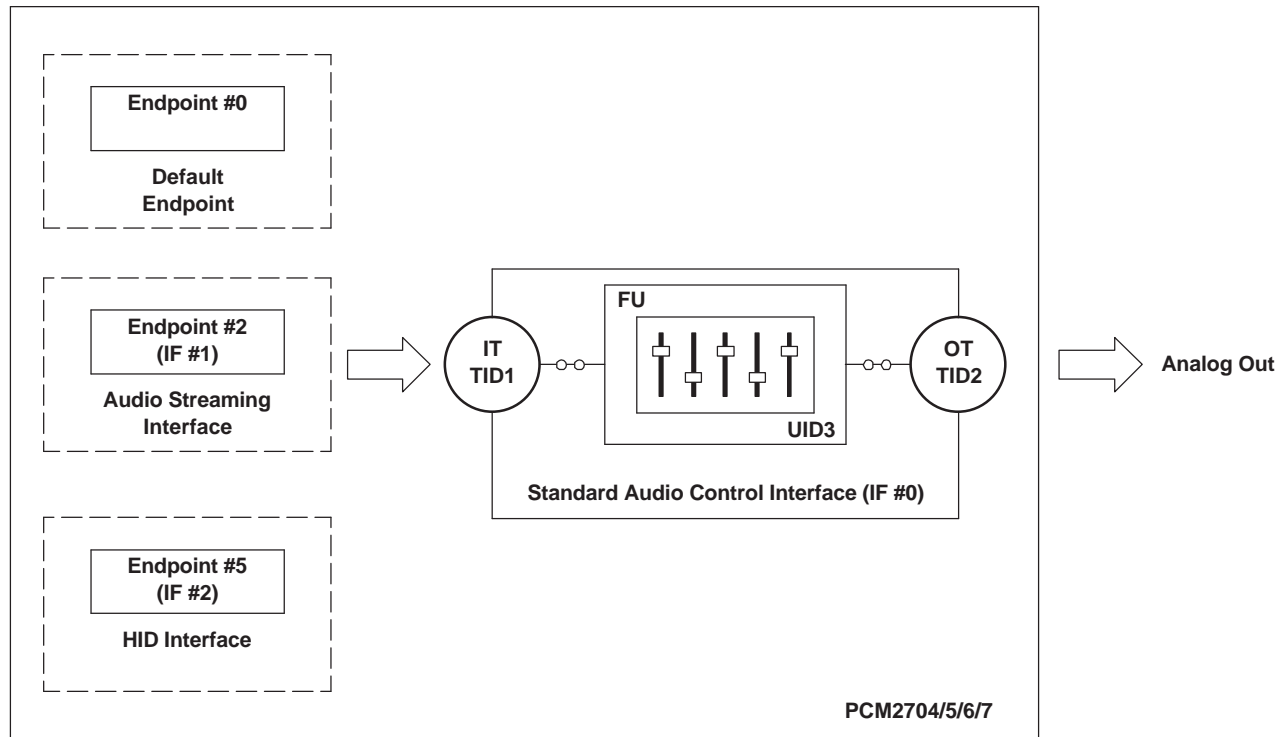 Endpoint #0
Default
Endpoint
Endpoint #2
(IF #1)
Audio Streaming
Interface
Endpoint #5
(IF #2)
HID Interface
IT
TID1
FU
UID3
OT
TID2
Standard Audio Control Interface (IF #0)
Analog Out
PCM2704/5/6/7